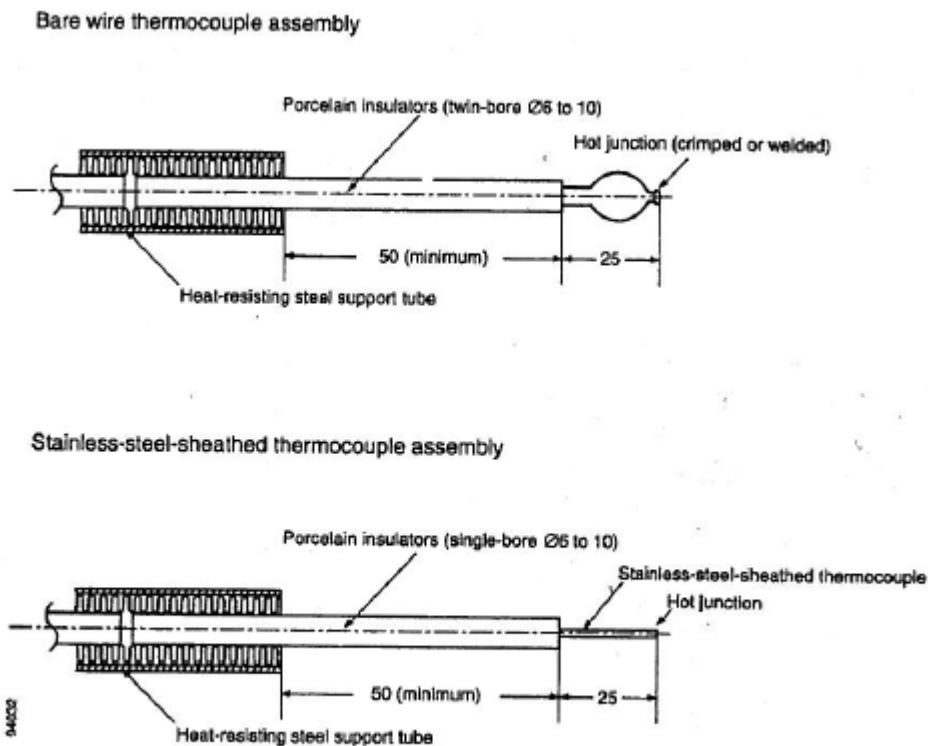 Bare wire thermocouple assembly
Porcelain insulators (twin-bore Ø6 to 10)
Hot junction (crimped or welded)
50 (minimum)
25
Heat-resisting steel support tube
Stainless-steel-sheathed thermocouple assembly
Porcelain insulators (single-bore Ø6 to 10)
Stainless-steel-sheathed thermocouple
Hot junction
50 (minimum)
25
94032
Heat-resisting steel support tube